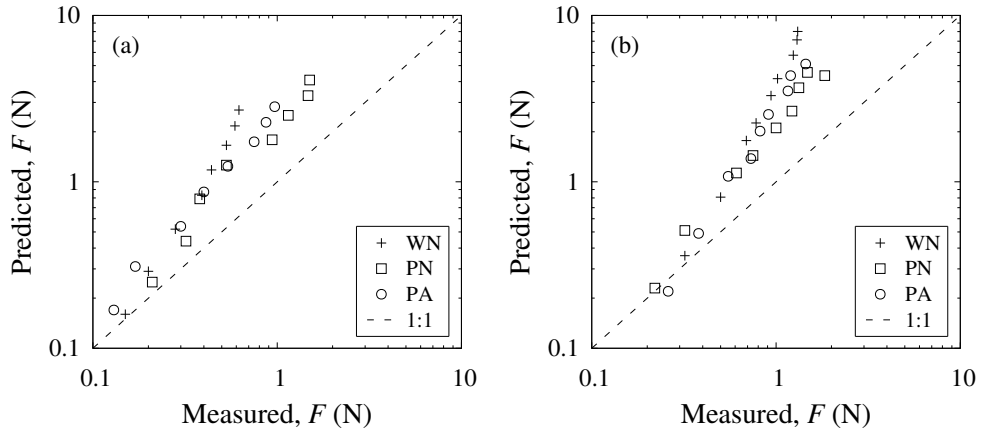 10
(a)
Predicted, F (N)
1
WN
PN
PA
1:1
0.1
0.1
1
10
Measured, F (N)
10
(b)
Predicted, F (N)
1
WN
PN
PA
1:1
0.1
0.1
1
10
Measured, F (N)